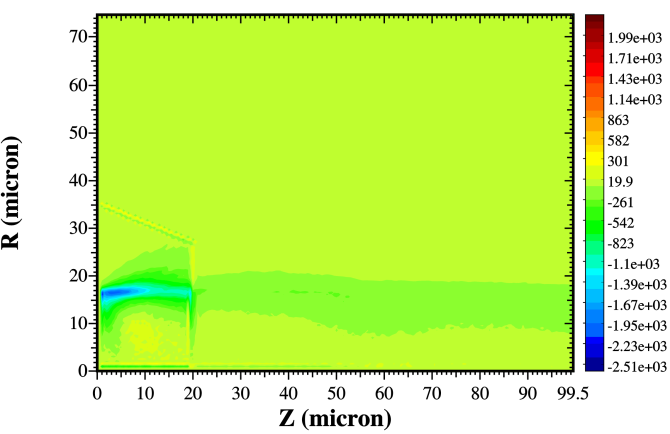 R (micron)
70
60
50
40
30
20
10
0
0 10 20 30 40 50 60 70 80 90 99.5
Z (micron)
1.99e+03
1.71e+03
1.43e+03
1.14e+03
863
582
301
19.9
-261
-542
-823
-1.1e+03
-1.39e+03
-1.67e+03
-1.95e+03
-2.23e+03
-2.51e+03